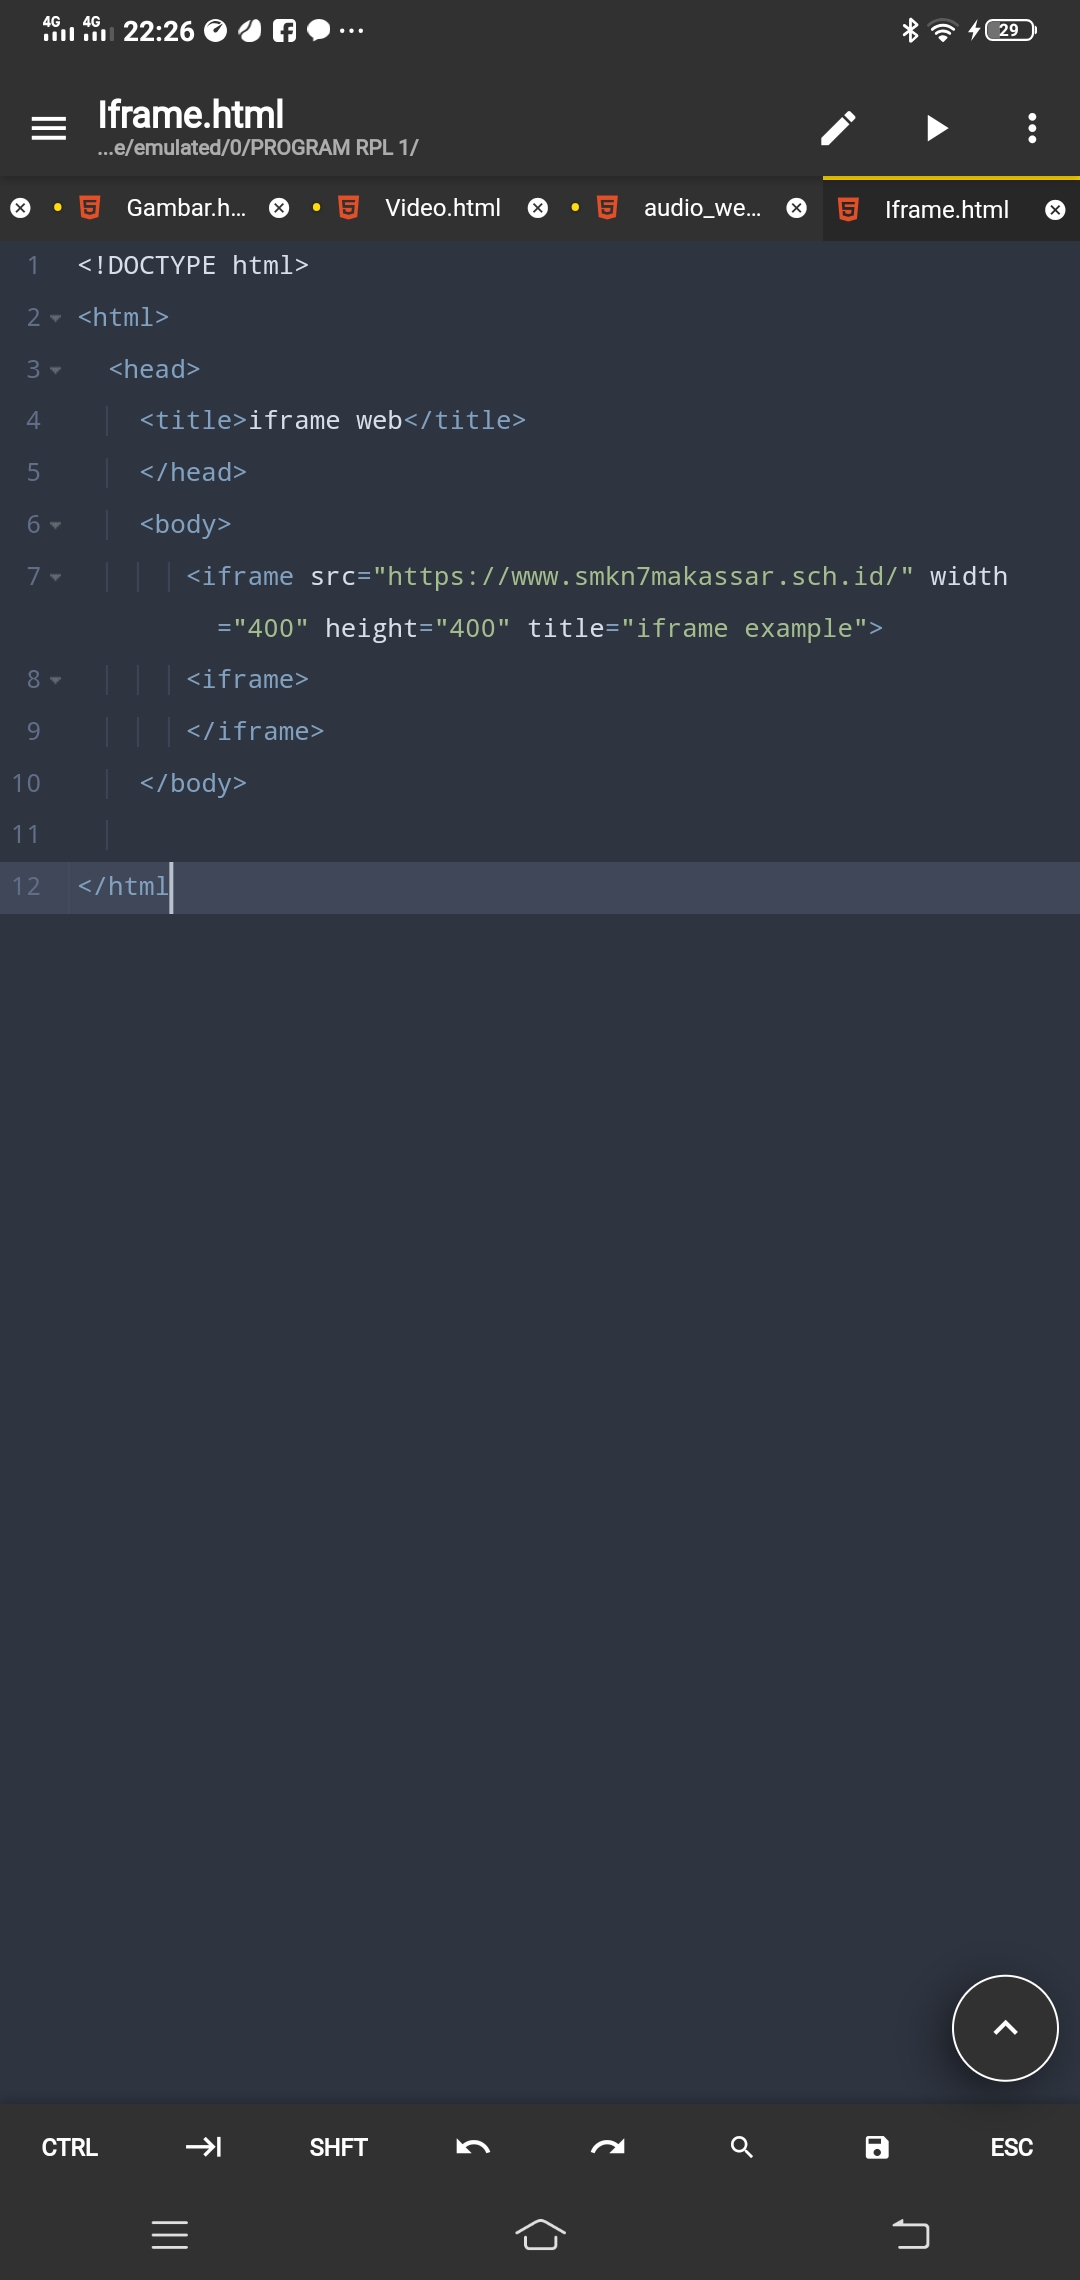 4G 4G 22:26 29
Iframe.html
...e/emulated/0/PROGRAM RPL 1/
Gambar.h... Video.html audio_we... Iframe.html
1 <!DOCTYPE html>
2 <html>
3 <head>
4 <title>iframe web</title>
5 </head>
6 <body>
7 <iframe src="https://www.smkn7makassar.sch.id/" width
="400" height="400" title="iframe example">
8 <iframe>
9 </iframe>
10 </body>
11
12 </html
CTRL SHFT ESC